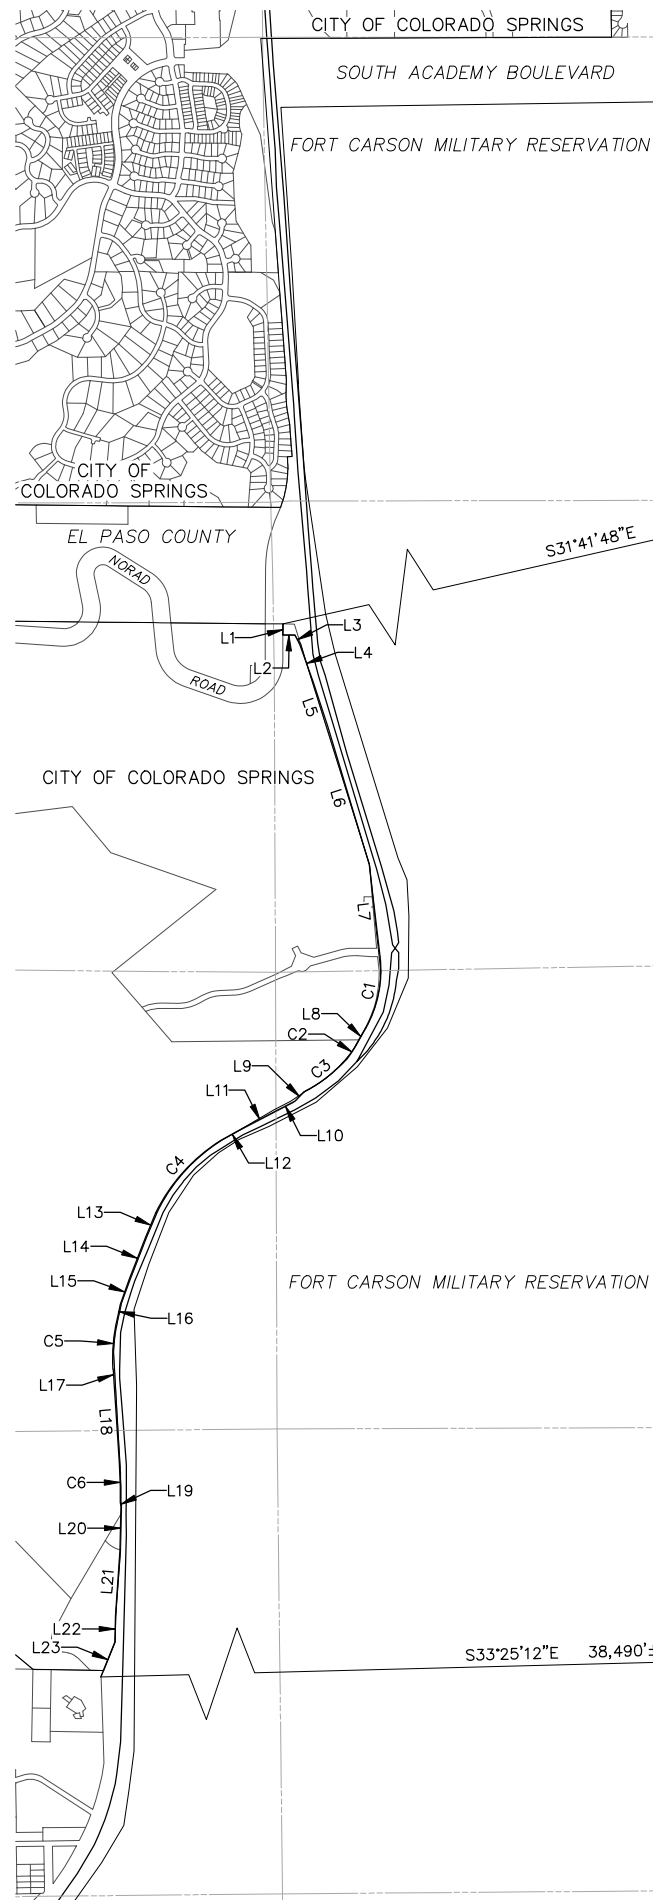 CITY OF COLORADO SPRINGS
SOUTH ACADEMY BOULEVARD
FORT CARSON MILITARY RESERVATION
CITY OF
COLORADO SPRINGS
EL PASO COUNTY
S31°41'48"E
NORAD
ROAD
L1
L2
L3
L4
L5
L6
CITY OF COLORADO SPRINGS
L7
C1
L8
C2
C3
L9
L10
L11
L12
C4
L13
L14
L15
FORT CARSON MILITARY RESERVATION
L16
C5
L17
L18
C6
L19
L20
L21
L22
L23
S33°25'12"E 38,490'±